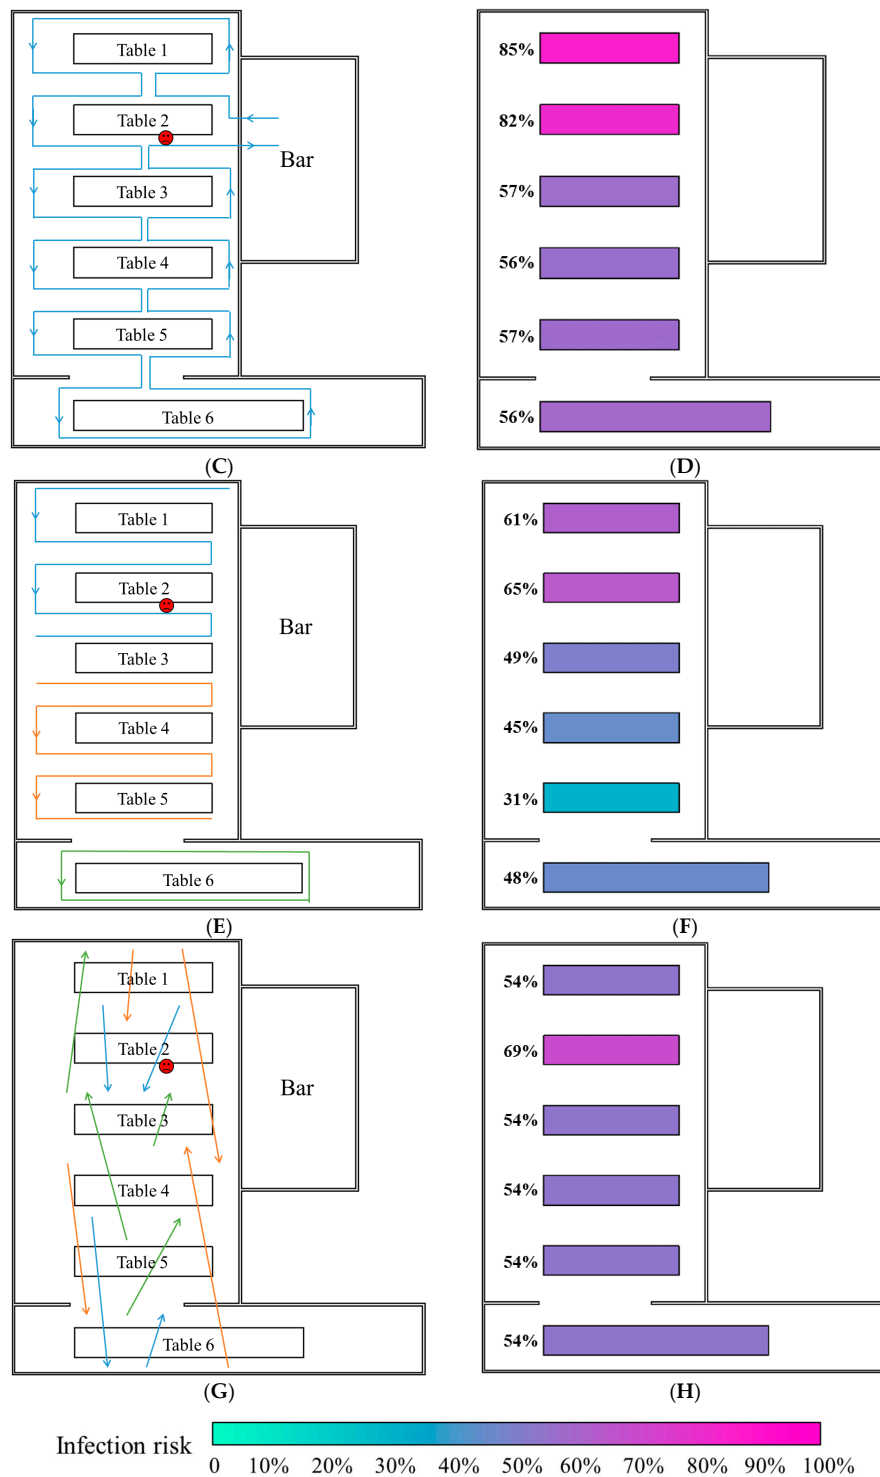 Table 1
Table 2
Table 3
Table 4
Table 5
Table 6
Bar
(C)
85%
82%
57%
56%
57%
56%
(D)
Table 1
Table 2
Table 3
Table 4
Table 5
Table 6
Bar
(E)
61%
65%
49%
45%
31%
48%
(F)
Table 1
Table 2
Table 3
Table 4
Table 5
Table 6
Bar
(G)
54%
69%
54%
54%
54%
54%
(H)
Infection risk
0 10% 20% 30% 40% 50% 60% 70% 80% 90% 100%